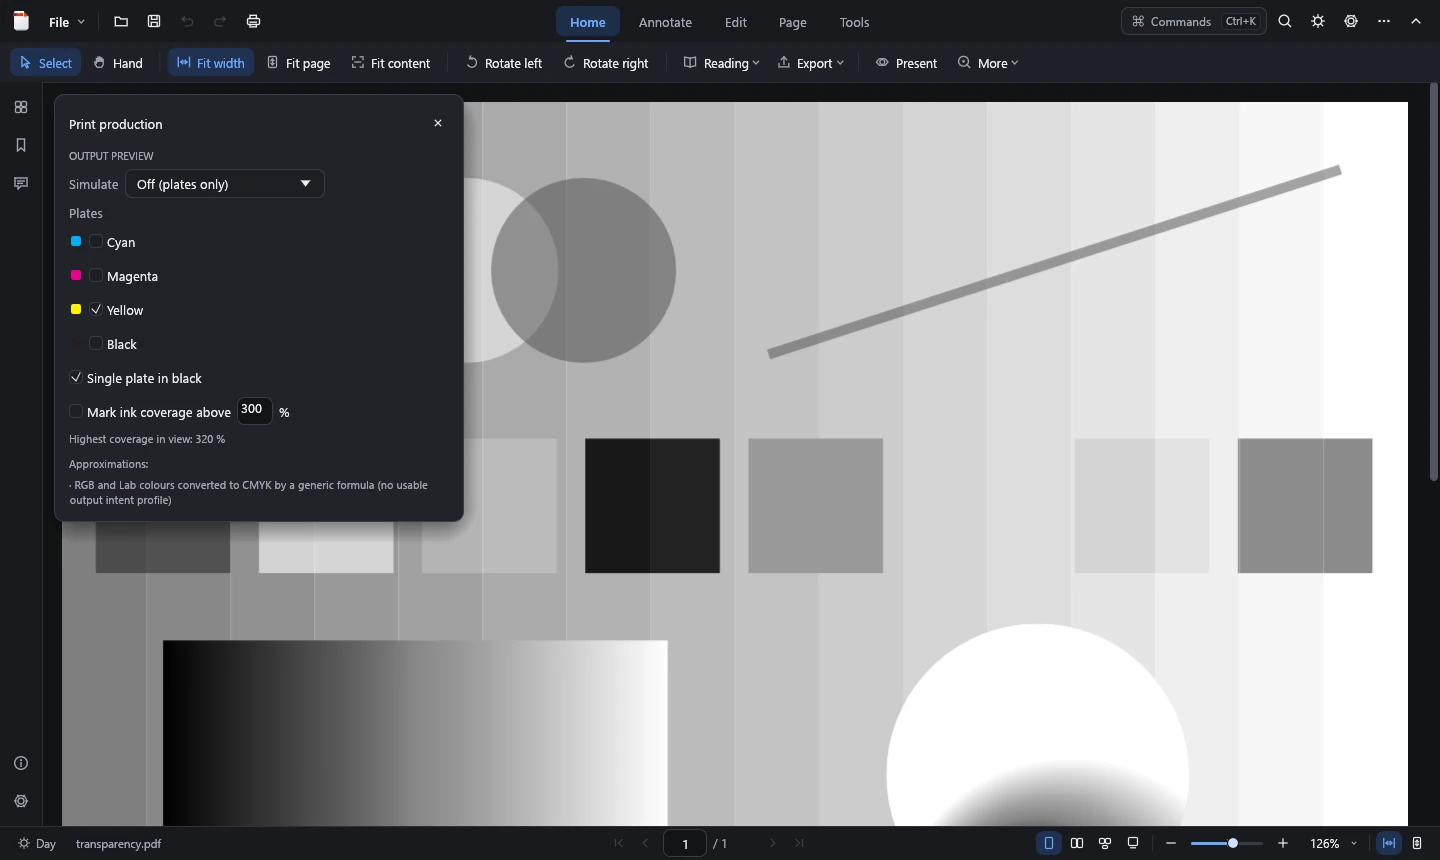 File
Home Annotate Edit Page Tools
Commands Ctrl+K
Select Hand Fit width Fit page Fit content Rotate left Rotate right Reading Export Present More
Print production
OUTPUT PREVIEW
Simulate Off (plates only)
Plates
Cyan
Magenta
Yellow
Black
Single plate in black
Mark ink coverage above 300 %
Highest coverage in view: 320 %
Approximations:
· RGB and Lab colours converted to CMYK by a generic formula (no usable
output intent profile)
Day transparency.pdf 1 / 1 126%